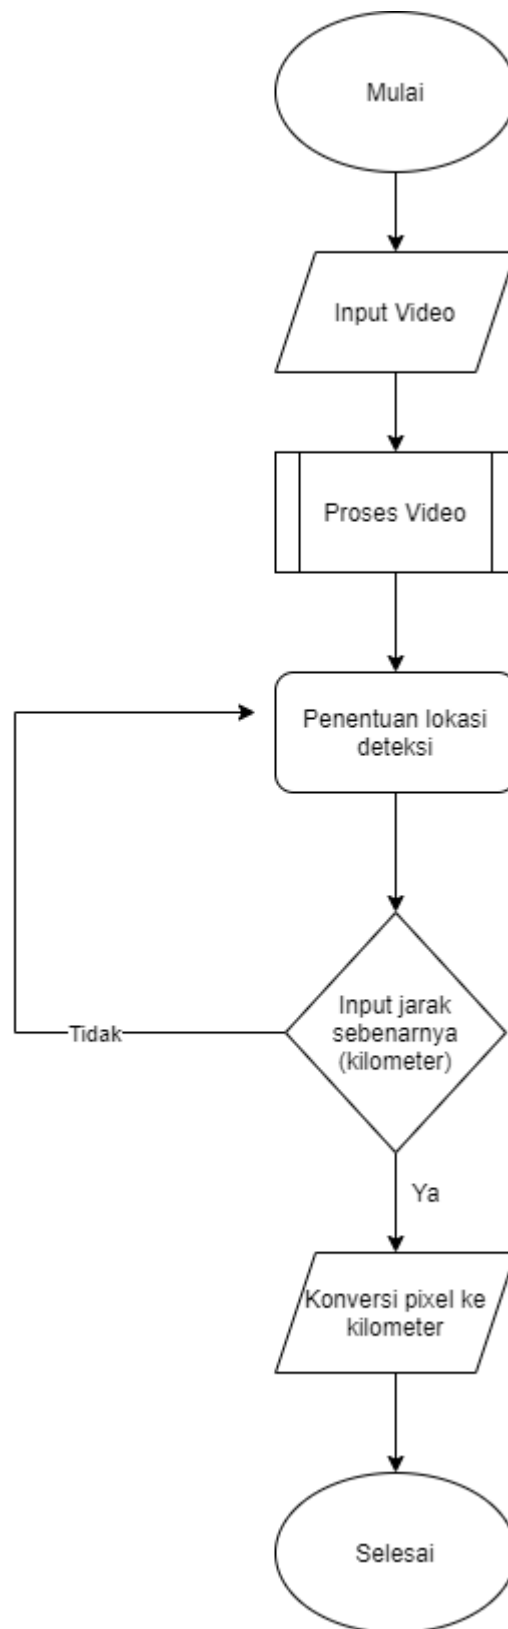 Mulai
Input Video
Proses Video
Penentuan lokasi
deteksi
Input jarak
sebenarnya
(kilometer)
Tidak
Ya
Konversi pixel ke
kilometer
Selesai